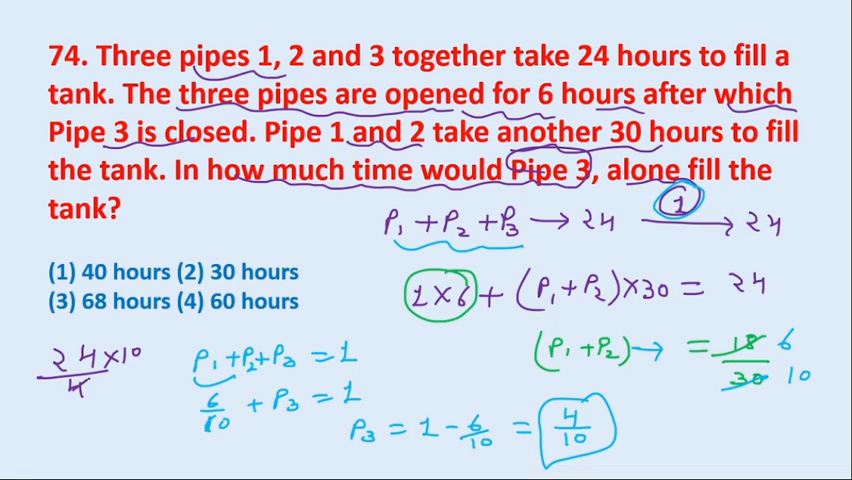 74. Three pipes 1, 2 and 3 together take 24 hours to fill a
tank. The three pipes are opened for 6 hours after which
Pipe 3 is closed. Pipe 1 and 2 take another 30 hours to fill
the tank. In how much time would Pipe 3, alone fill the
tank?
P₁ + P₂ + P₃ → 24 ① → 24
(1) 40 hours (2) 30 hours
(3) 68 hours (4) 60 hours
1×6 + (P₁+P₂)×30 = 24
(P₁+P₂) → = 18/30 6/10
24×10/4
P₁+P₂+P₃ = 1
6/10 + P₃ = 1
P₃ = 1 - 6/10 = 4/10